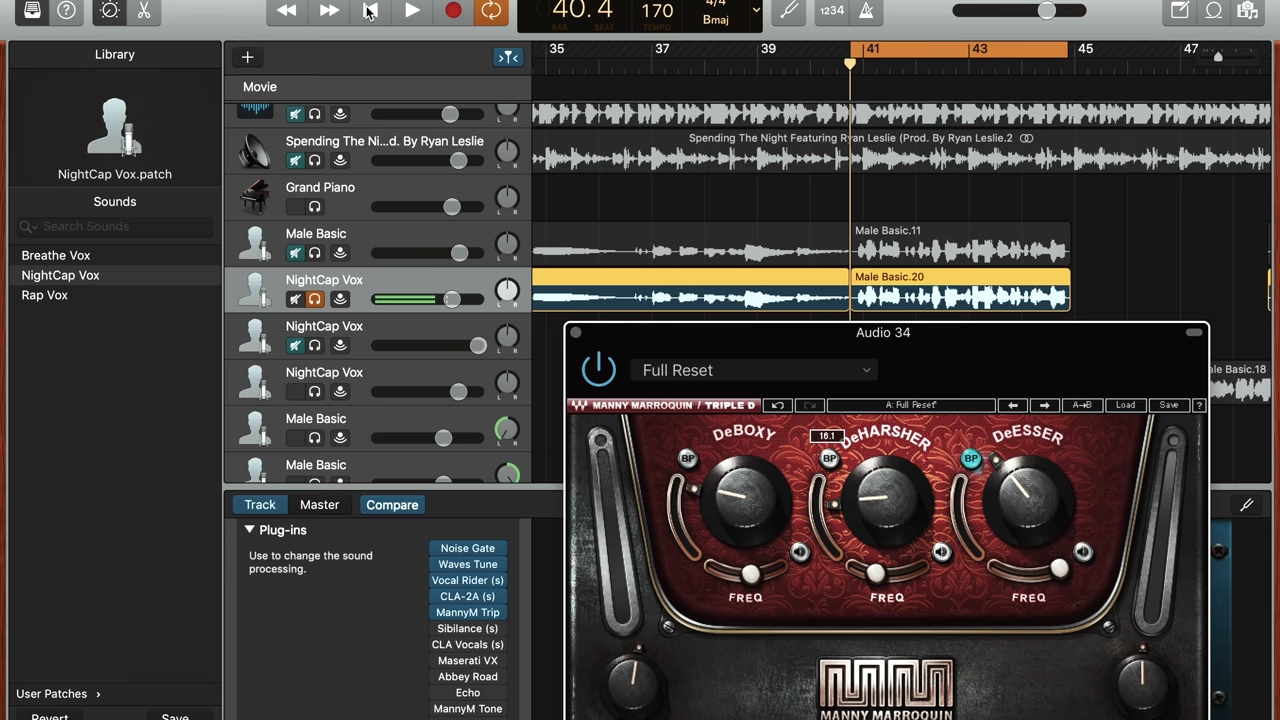 40.4
170
4/4
Bmaj
BAR
BEAT
TEMPO
1234
Library
NightCap Vox.patch
Sounds
Search Sounds
Breathe Vox
NightCap Vox
Rap Vox
User Patches
Revert
Save
35
37
39
41
43
45
47
Movie
L R
Spending The Ni...d. By Ryan Leslie
L R
Grand Piano
L R
Male Basic
L R
NightCap Vox
L R
NightCap Vox
L R
NightCap Vox
L R
Male Basic
L R
Male Basic
Spending The Night Featuring Ryan Leslie (Prod. By Ryan Leslie.2
Male Basic.11
Male Basic.20
ale Basic.18
Track
Master
Compare
Plug-ins
Use to change the sound
processing.
Noise Gate
Waves Tune
Vocal Rider (s)
CLA-2A (s)
MannyM Trip
Sibilance (s)
CLA Vocals (s)
Maserati VX
Abbey Road
Echo
MannyM Tone
Audio 34
Full Reset
MANNY MARROQUIN / TRIPLE D
A: Full Reset*
A→B
Load
Save
?
DeBOXY
DeHARSHER
DeESSER
16.1
BP
BP
BP
FREQ
FREQ
FREQ
MANNY MARROQUIN